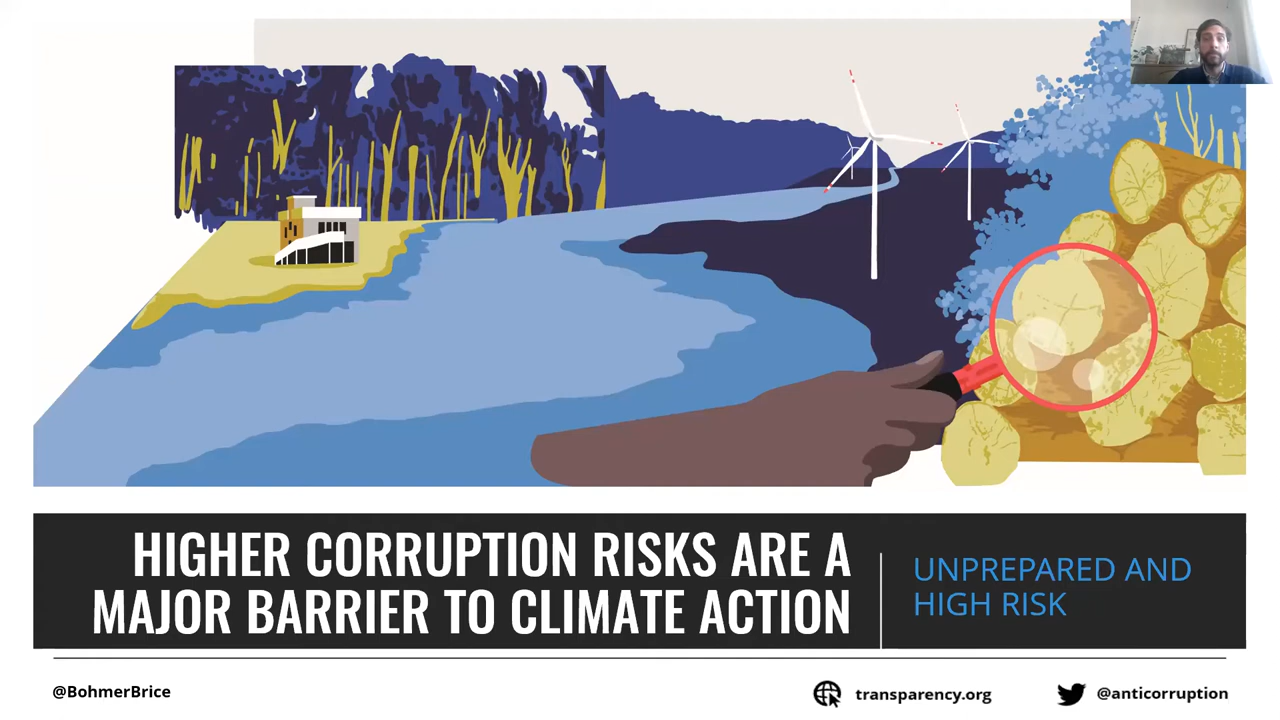 HIGHER CORRUPTION RISKS ARE A
MAJOR BARRIER TO CLIMATE ACTION
UNPREPARED AND
HIGH RISK
@BohmerBrice
transparency.org
@anticorruption